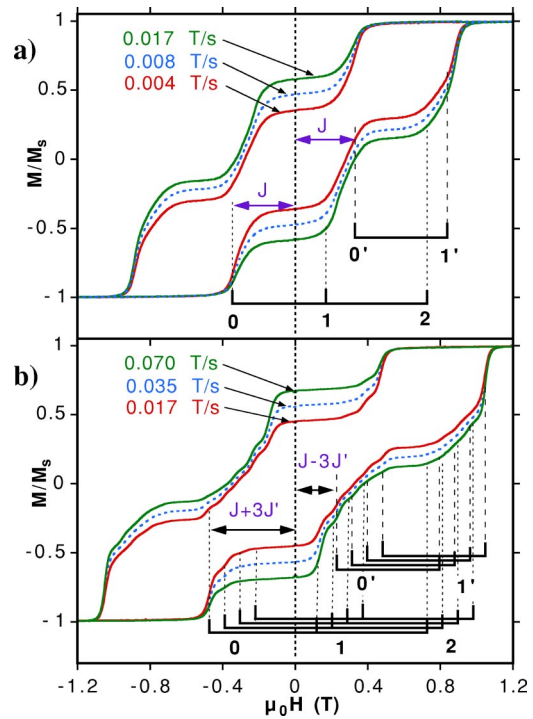 a)
0.017 T/s
0.008 T/s
0.004 T/s
1
0.5
0
-0.5
-1
M/Ms
J
J
0'
1'
0
1
2
b)
0.070 T/s
0.035 T/s
0.017 T/s
1
0.5
0
-0.5
-1
M/Ms
J-3J'
J+3J'
0'
1'
0
1
2
-1.2
-0.8
-0.4
0
0.4
0.8
1.2
μ₀H (T)